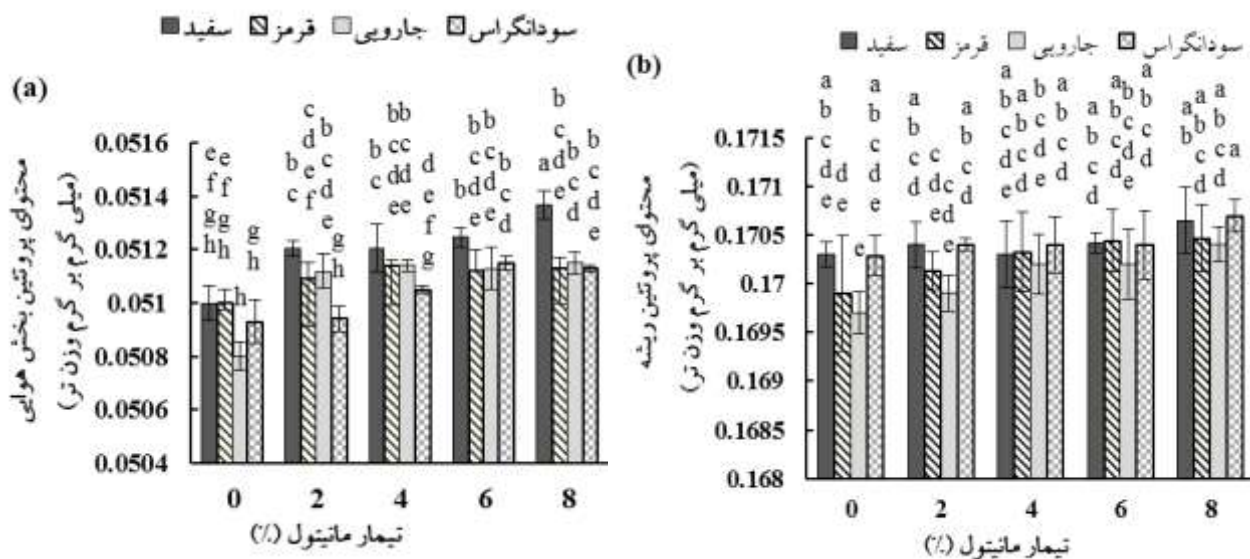 سفید قرمز جارویی سودانگراس
(a)
محتوای پروتئین بخش هوایی
(میلی گرم بر گرم وزن تر)
0.0516
0.0514
0.0512
0.051
0.0508
0.0506
0.0504
e f g h
e f g h
h
g h
b c
c d e f
b c d e
g h
b c
b c d e
b c d e
d e f g
b
b c d e
b c d e
b c d
a
b c d e
b c d
b c d e
0 2 4 6 8
تیمار مانیتول (٪)
سفید قرمز جارویی سودانگراس
(b)
محتوای پروتئین ریشه
(میلی گرم بر گرم وزن تر)
0.1715
0.171
0.1705
0.17
0.1695
0.169
0.1685
0.168
a b c d e
d e
e
a b c d e
a b c d
c d e
d e
a b c d
a b c d e
a b c d
b c d e
a b c d
a b c d
a b c d
b c d e
a b c d
a b
a b c d
a b c d
a
0 2 4 6 8
تیمار مانیتول (٪)